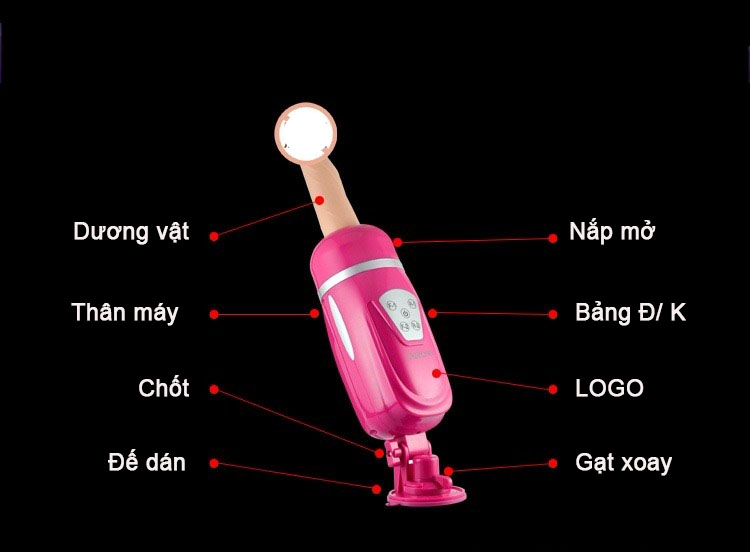 Dương vật
Nắp mở
Thân máy
Bảng Đ/ K
Chốt
LOGO
Đế dán
Gạt xoay